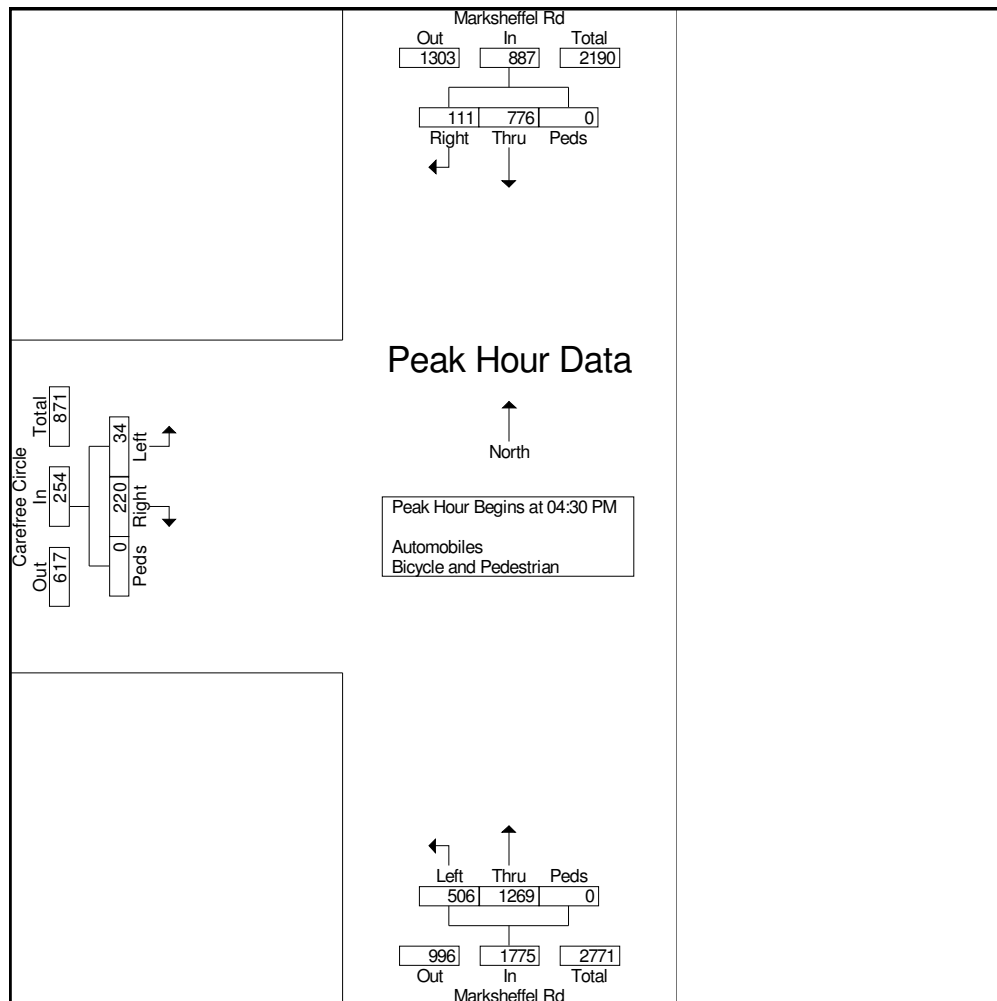 Marksheffel Rd
Out In Total
1303 887 2190
111 776 0
Right Thru Peds
Peak Hour Data
North
Peak Hour Begins at 04:30 PM
Automobiles
Bicycle and Pedestrian
Carefree Circle
Out In Total
617 254 871
0 220 34
Peds Right Left
Left Thru Peds
506 1269 0
996 1775 2771
Out In Total
Marksheffel Rd